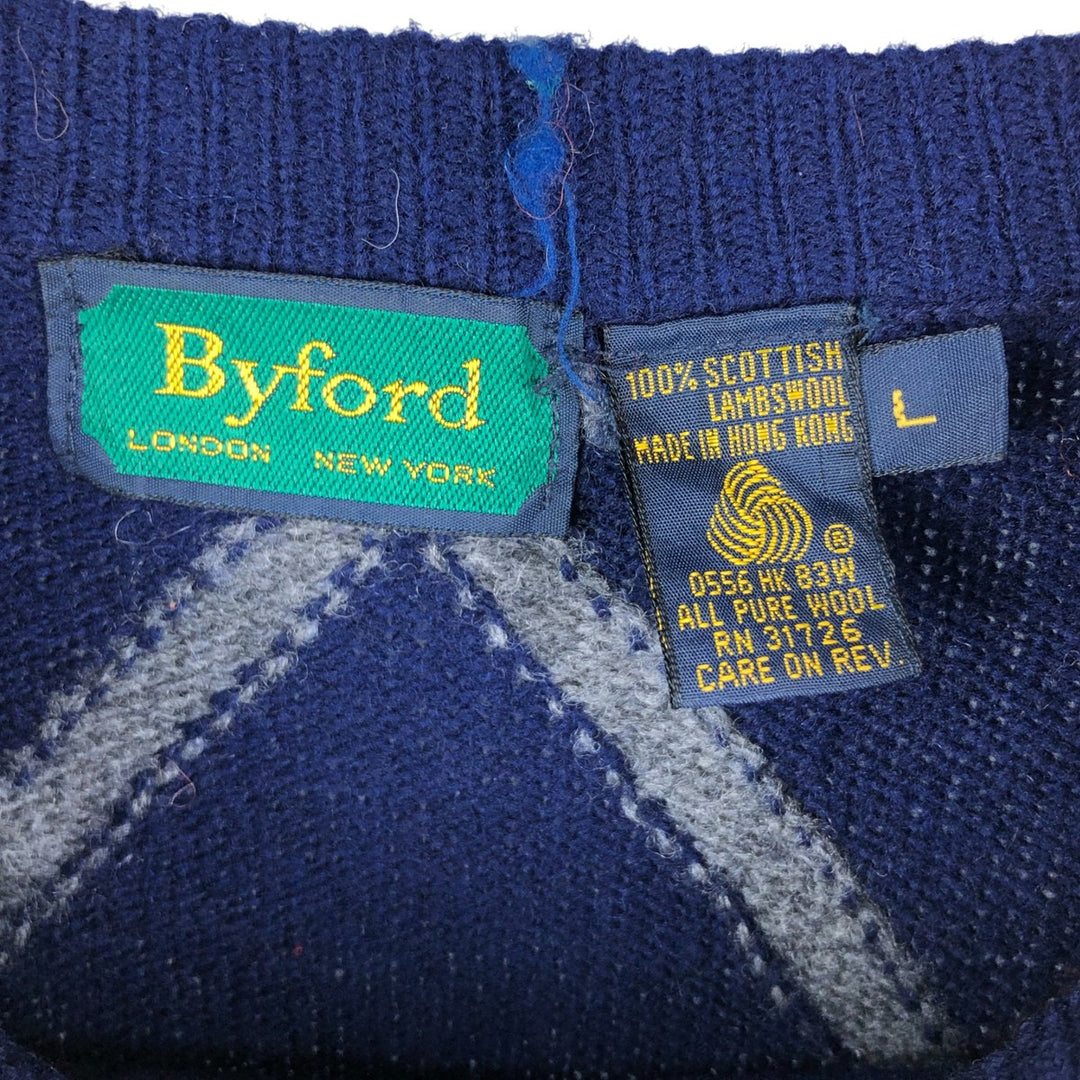 Byford
LONDON NEW YORK
100% SCOTTISH
LAMBSWOOL
MADE IN HONG KONG
®
0556 HK 83W
ALL PURE WOOL
RN 31726
CARE ON REV.
L